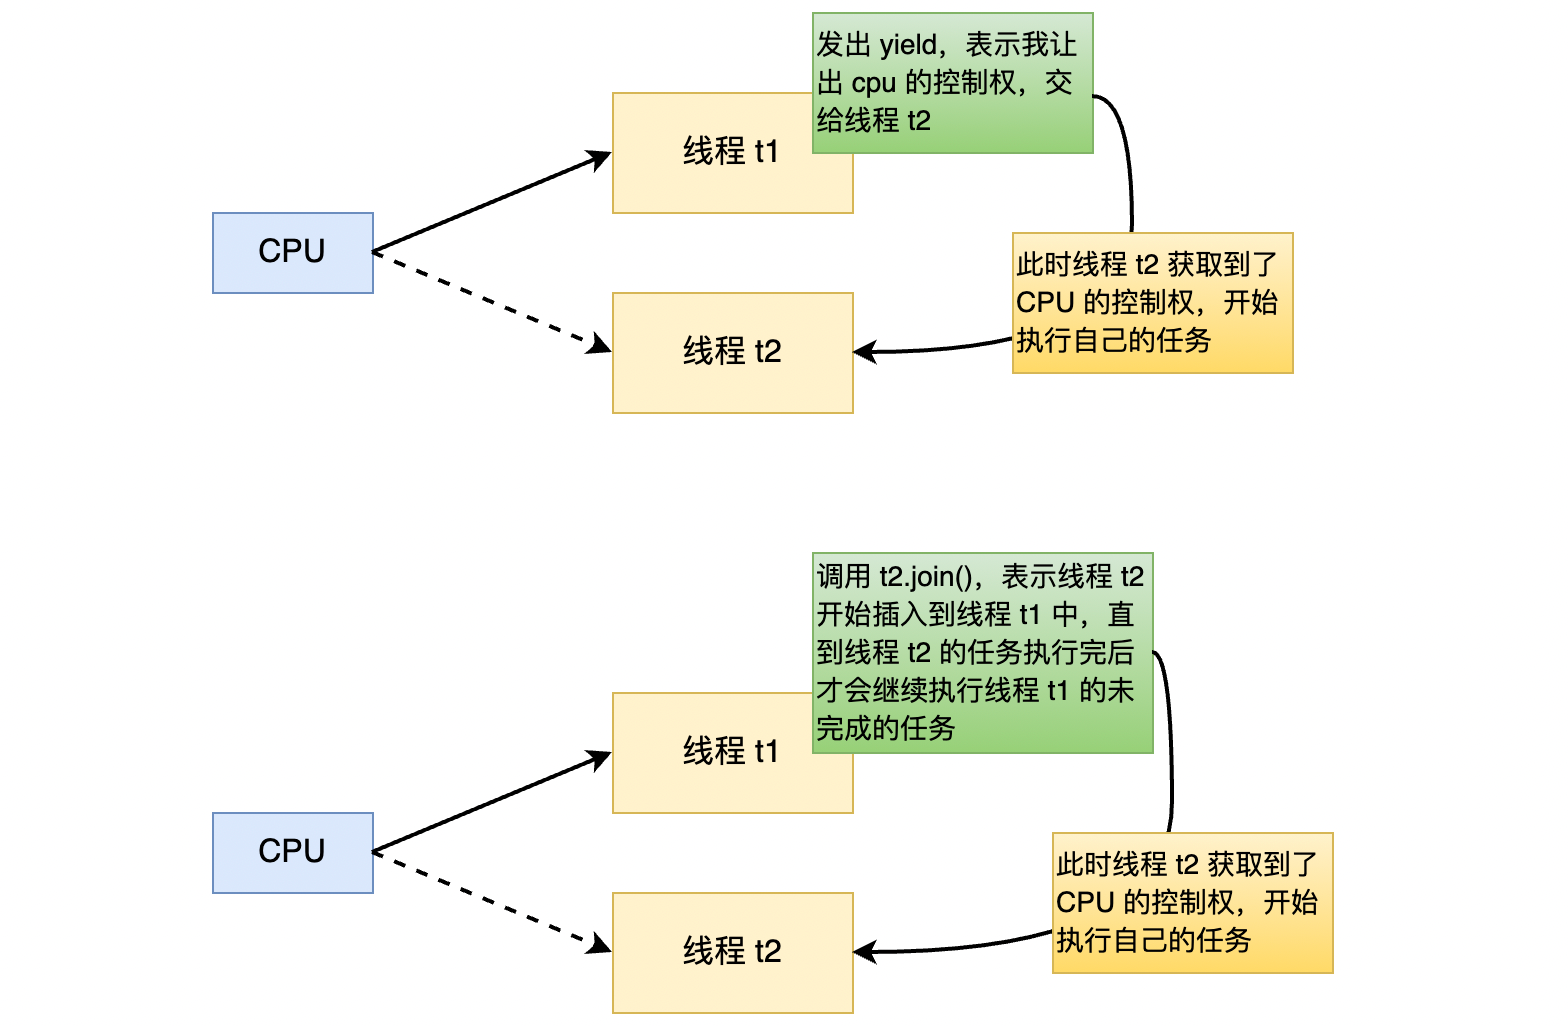 发出 yield，表示我让
出 cpu 的控制权，交
给线程 t2
线程 t1
CPU
此时线程 t2 获取到了
CPU 的控制权，开始
执行自己的任务
线程 t2
调用 t2.join()，表示线程 t2
开始插入到线程 t1 中，直
到线程 t2 的任务执行完后
才会继续执行线程 t1 的未
完成的任务
线程 t1
CPU
此时线程 t2 获取到了
CPU 的控制权，开始
执行自己的任务
线程 t2